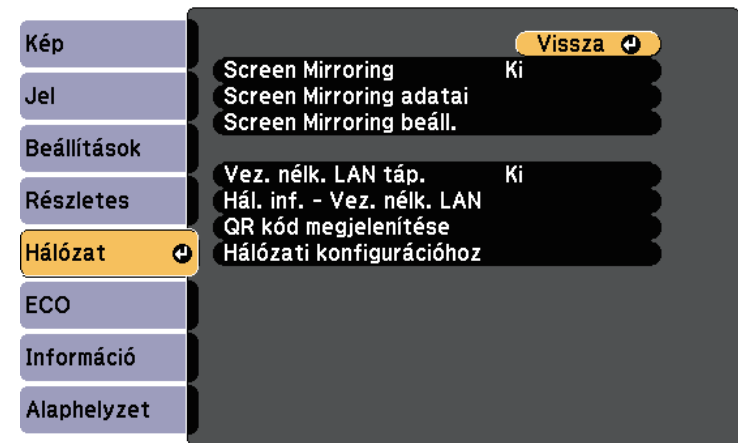 Kép
Jel
Beállítások
Részletes
Hálózat
ECO
Információ
Alaphelyzet
Vissza
Screen Mirroring Ki
Screen Mirroring adatai
Screen Mirroring beáll.
Vez. nélk. LAN táp. Ki
Hál. inf. - Vez. nélk. LAN
QR kód megjelenítése
Hálózati konfigurációhoz